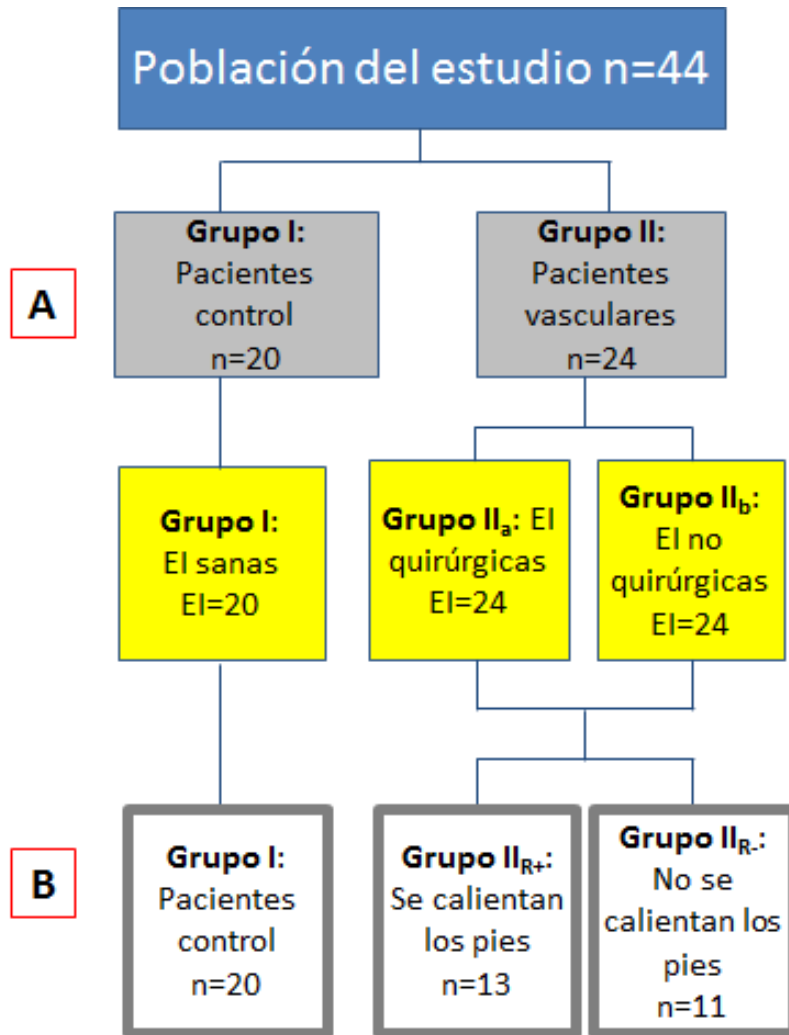 Población del estudio n=44
A
Grupo I:
Pacientes
control
n=20
Grupo II:
Pacientes
vasculares
n=24
Grupo I:
EI sanas
EI=20
Grupo IIa: EI
quirúrgicas
EI=24
Grupo IIb:
EI no
quirúrgicas
EI=24
B
Grupo I:
Pacientes
control
n=20
Grupo IIR+:
Se calientan
los pies
n=13
Grupo IIR-:
No se
calientan los
pies
n=11